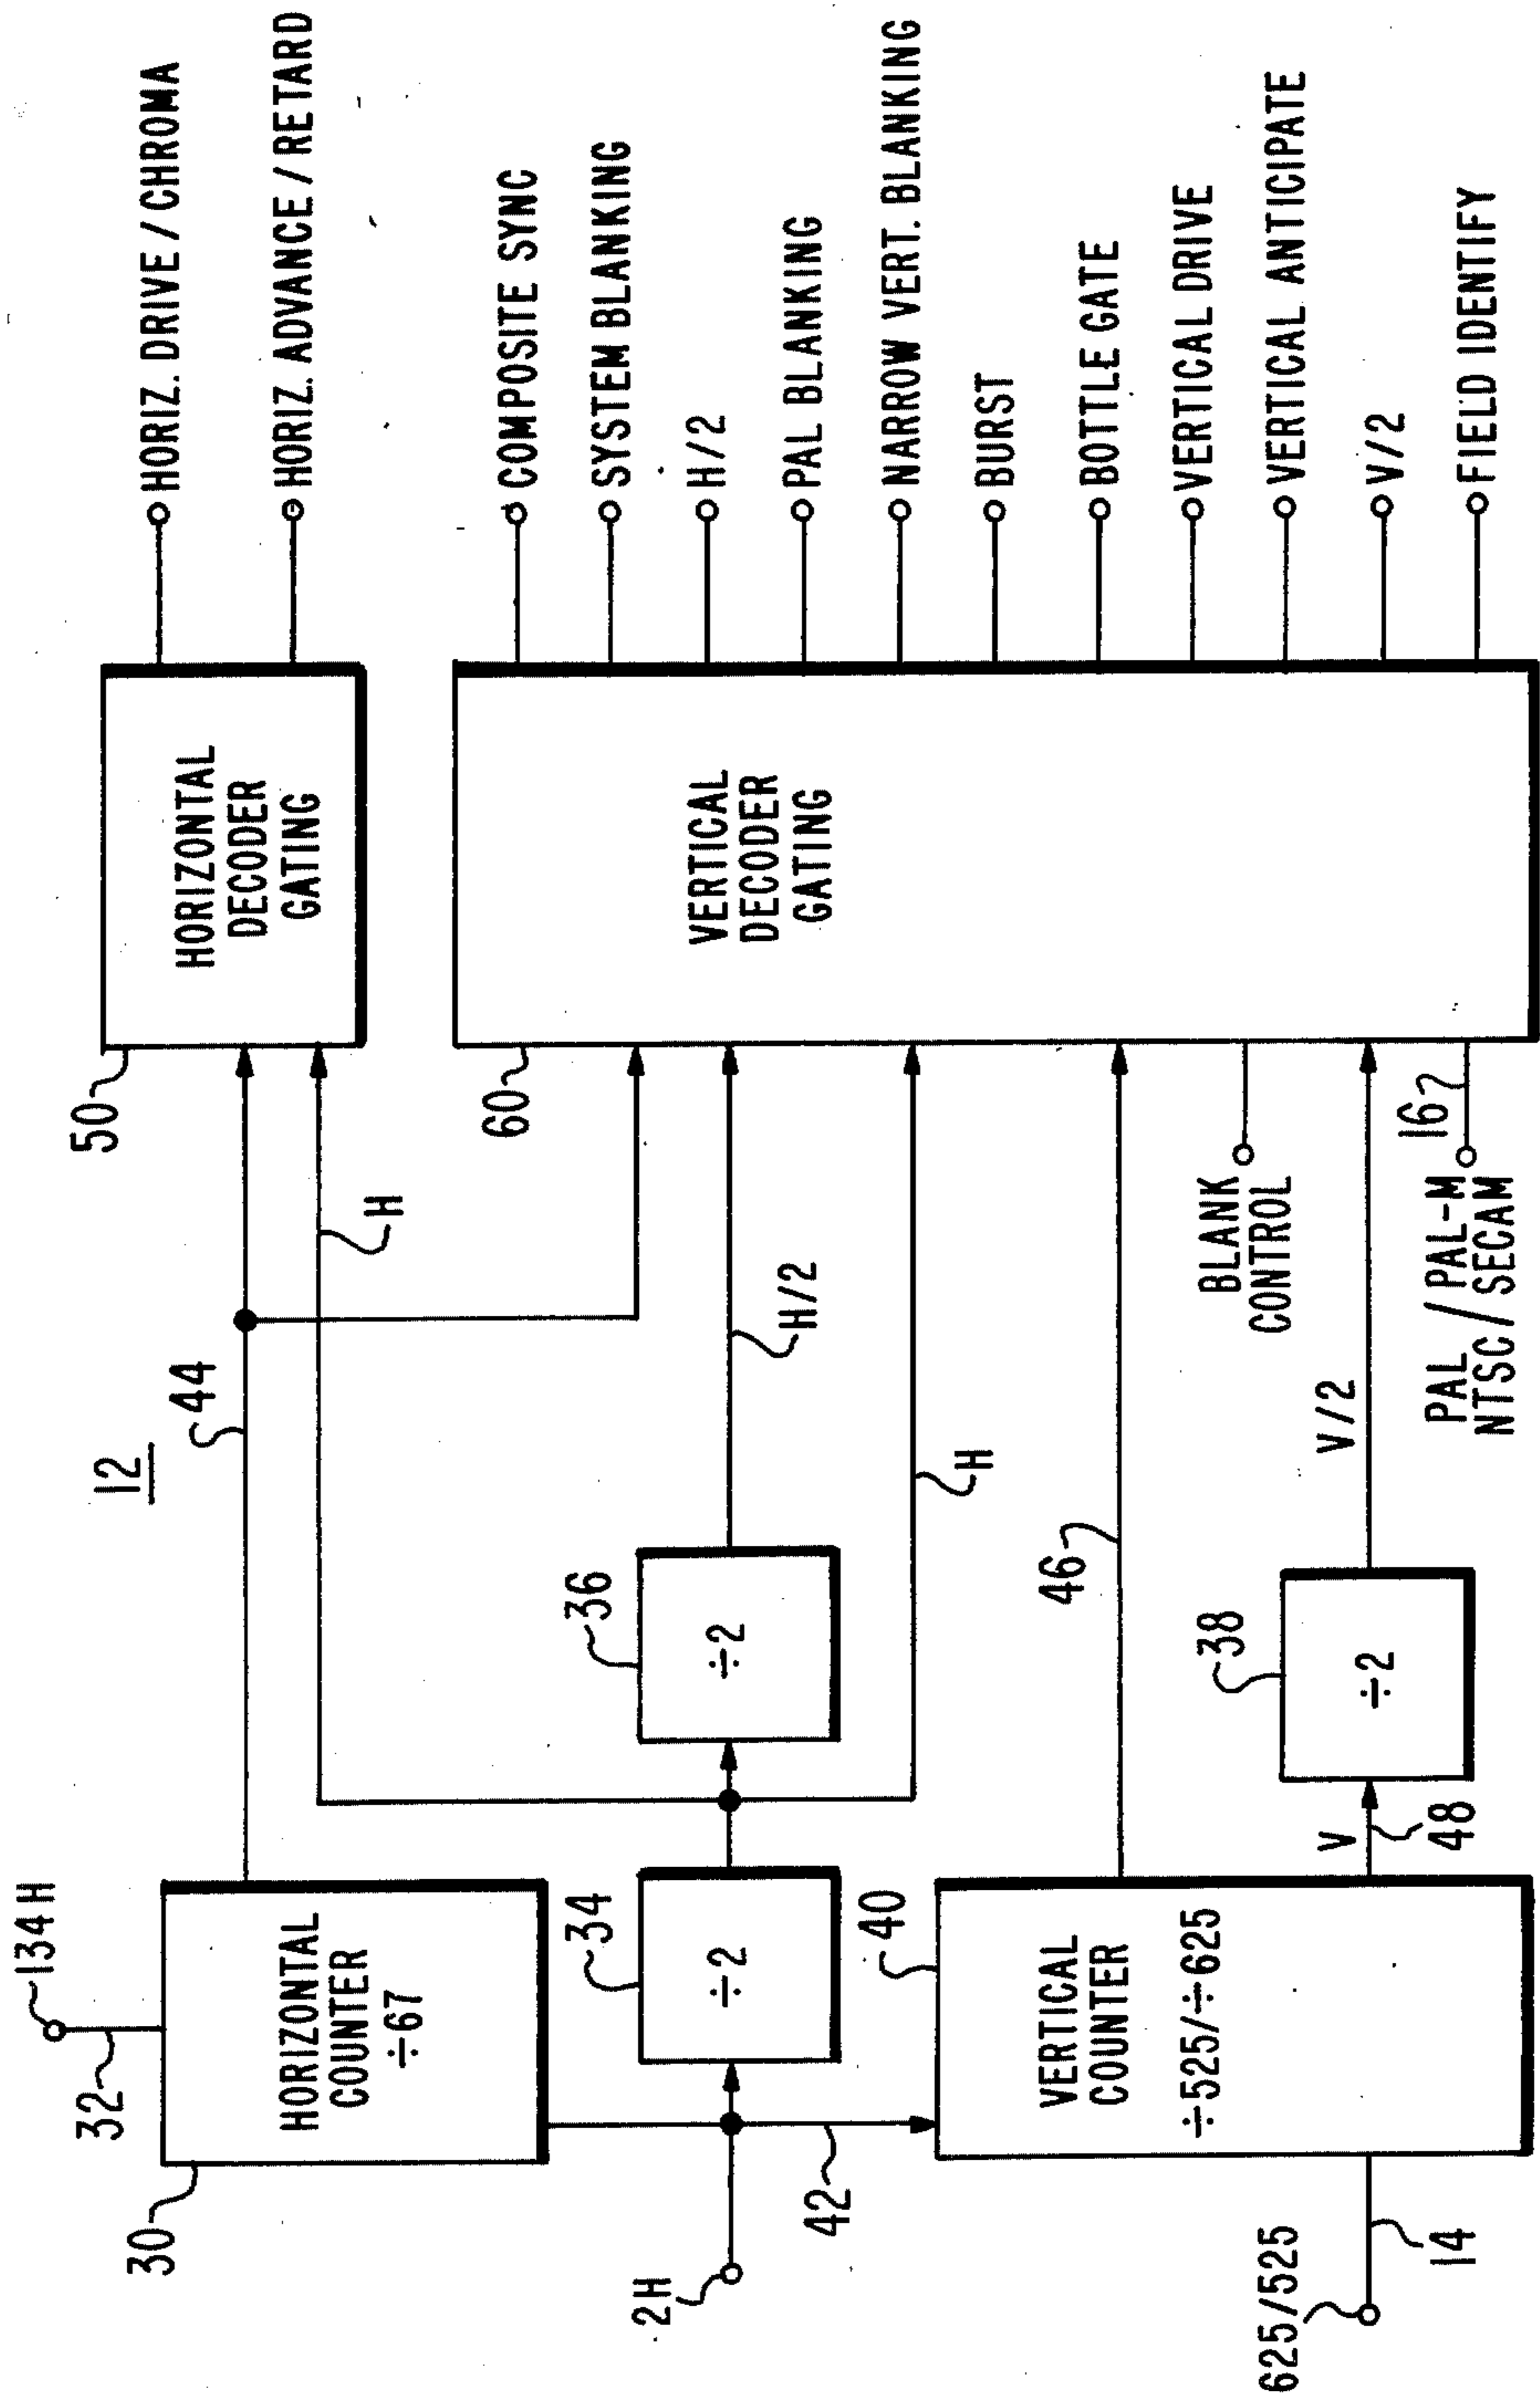 12
134 H
32
30
HORIZONTAL
COUNTER
÷67
44
H
50
HORIZONTAL
DECODER
GATING
HORIZ. DRIVE / CHROMA
HORIZ. ADVANCE / RETARD
2H
42
34
÷2
36
÷2
H/2
H
60
VERTICAL
DECODER
GATING
COMPOSITE SYNC
SYSTEM BLANKING
H/2
PAL BLANKING
NARROW VERT. BLANKING
BURST
BOTTLE GATE
VERTICAL DRIVE
VERTICAL ANTICIPATE
V/2
FIELD IDENTIFY
40
VERTICAL
COUNTER
÷525/÷625
625/525
14
46
V
48
38
÷2
V/2
BLANK
CONTROL
16
PAL / PAL-M
NTSC / SECAM